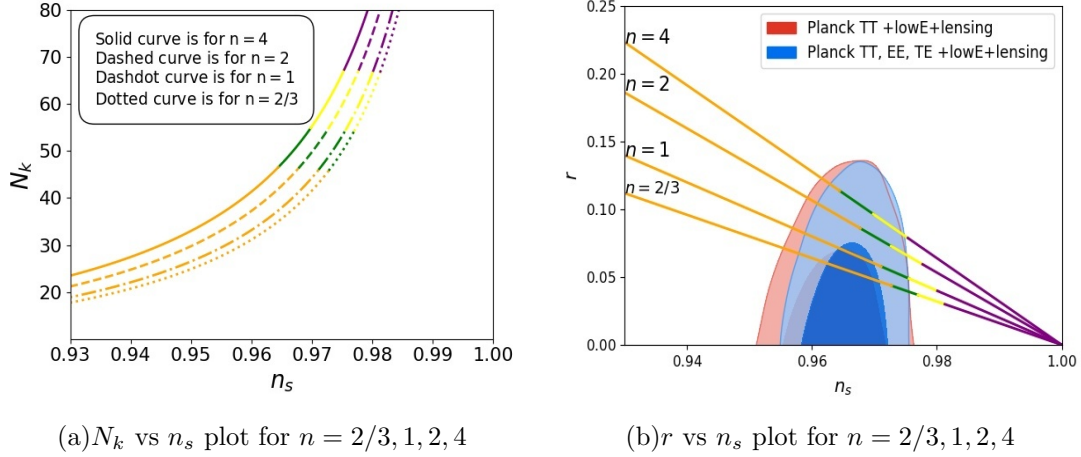 80
70
60
50
40
30
20
N_k
Solid curve is for n = 4
Dashed curve is for n = 2
Dashdot curve is for n = 1
Dotted curve is for n = 2/3
0.93 0.94 0.95 0.96 0.97 0.98 0.99 1.00
n_s
(a)N_k vs n_s plot for n = 2/3, 1, 2, 4
0.25
0.20
0.15
0.10
0.05
0.00
r
Planck TT +lowE+lensing
Planck TT, EE, TE +lowE+lensing
n = 4
n = 2
n = 1
n = 2/3
0.94 0.96 0.98 1.00
n_s
(b)r vs n_s plot for n = 2/3, 1, 2, 4